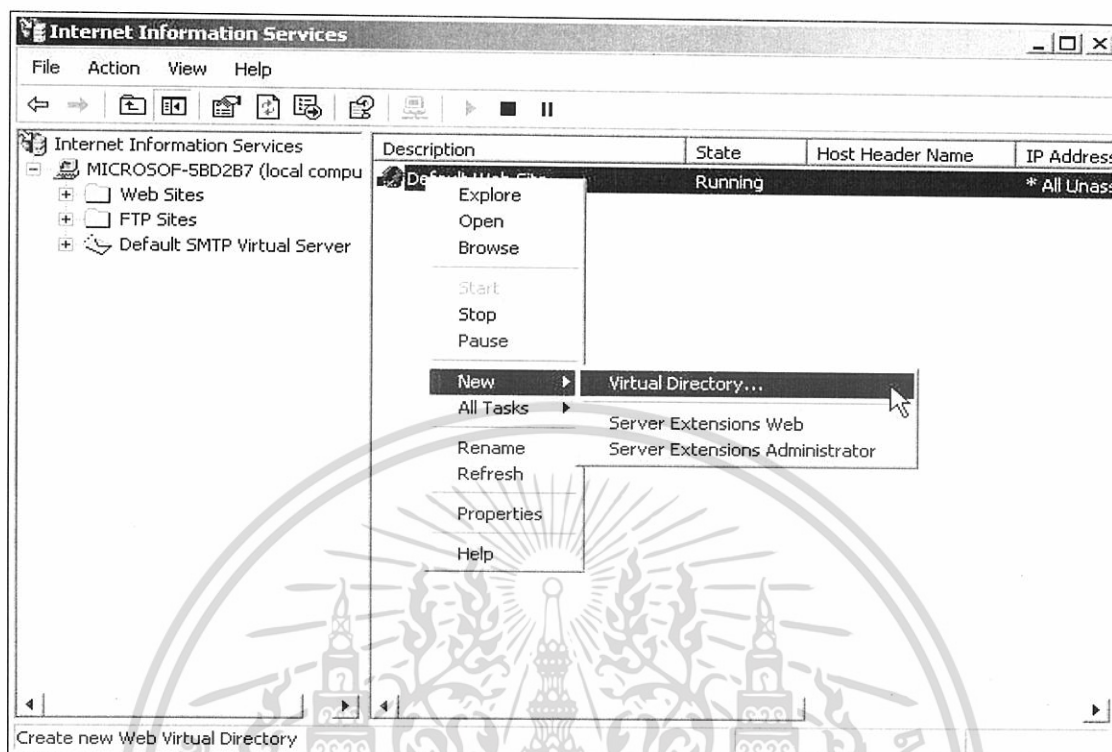 Internet Information Services
File Action View Help
Internet Information Services
MICROSOF-5BD2B7 (local compu
Web Sites
FTP Sites
Default SMTP Virtual Server
Description State Host Header Name IP Address
Running * All Unass
Explore
Open
Browse
Start
Stop
Pause
New
Virtual Directory...
All Tasks
Server Extensions Web
Server Extensions Administrator
Rename
Refresh
Properties
Help
Create new Web Virtual Directory